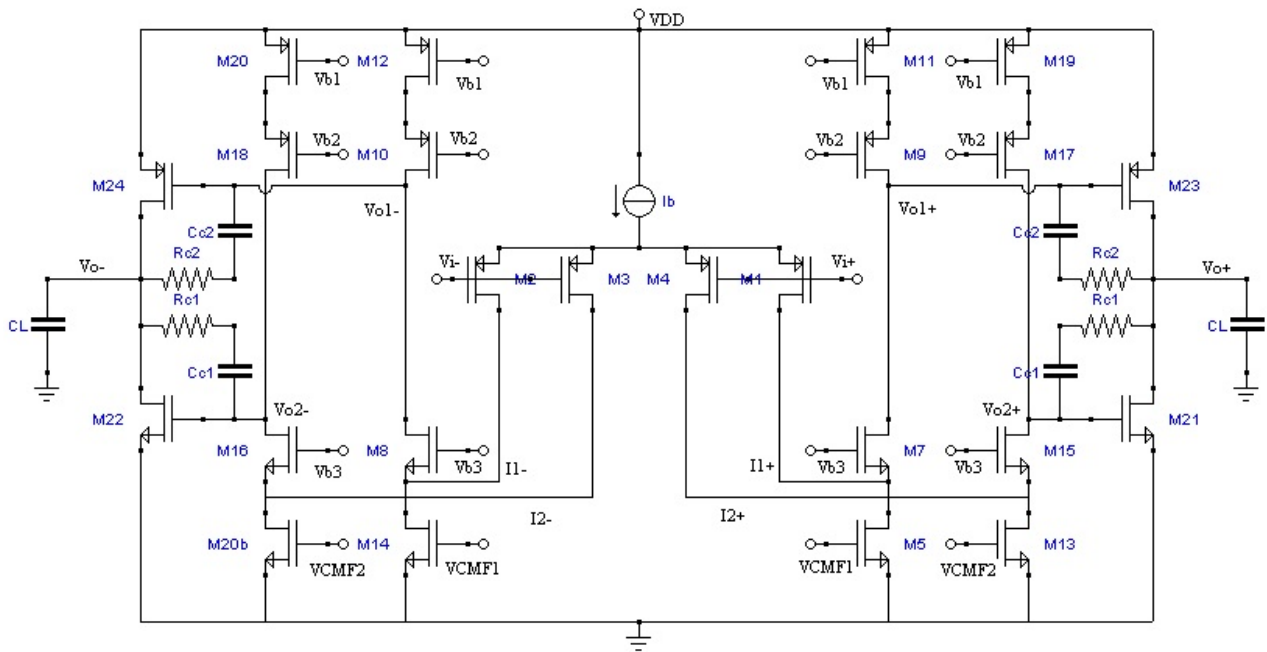 VDD
M20 Vb1 M12 Vb1 Vb1 M11 Vb1 M19
M18 Vb2 M10 Vb2 Vb2 M9 Vb2 M17
M24 M23
Ib
Vo1- Vo1+
Cc2 Cc2
Vo- Rc2 Vi- M2 M3 M4 M1 Vi+ Rc2 Vo+
Rc1 Rc1
CL CL
Cc1 Cc1
Vo2- Vo2+
M22 M21
M16 Vb3 M8 Vb3 I1- I1+ Vb3 M7 Vb3 M15
I2- I2+
M20b VCMF2 M14 VCMF1 VCMF1 M5 VCMF2 M13